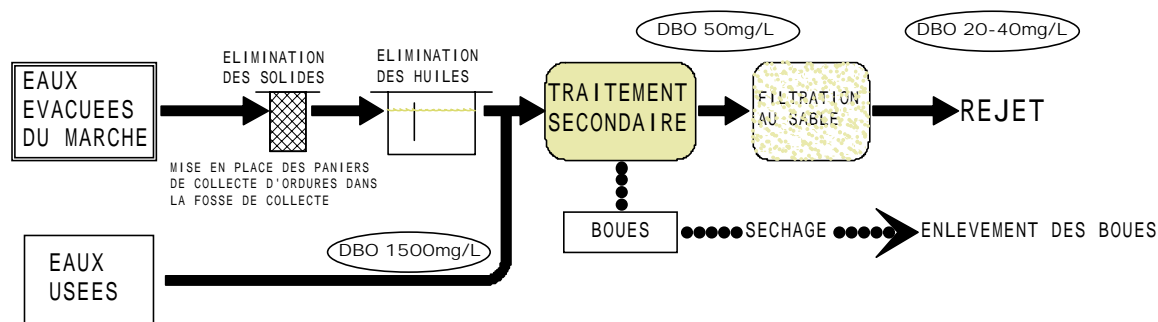 DBO 50mg/L
DBO 20-40mg/L
ELIMINATION
DES SOLIDES
ELIMINATION
DES HUILES
EAUX
EVACUEES
DU MARCHE
TRAITEMENT
SECONDAIRE
FILTRATION
AU SABLE
REJET
MISE EN PLACE DES PANIERS
DE COLLECTE D'ORDURES DANS
LA FOSSE DE COLLECTE
BOUES
SECHAGE
ENLEVEMENT DES BOUES
DBO 1500mg/L
EAUX
USEES